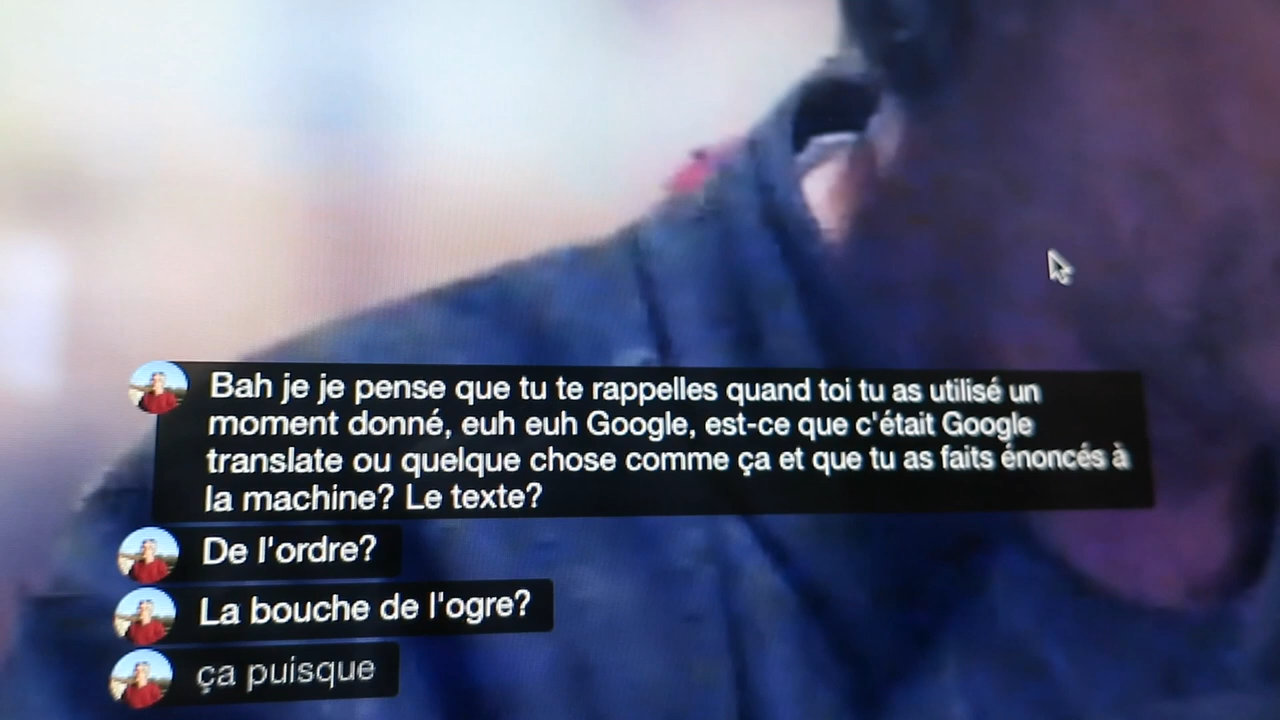 Bah je je pense que tu te rappelles quand toi tu as utilisé un
moment donné, euh euh Google, est-ce que c'était Google
translate ou quelque chose comme ça et que tu as faits énoncés à
la machine? Le texte?
De l'ordre?
La bouche de l'ogre?
ça puisque